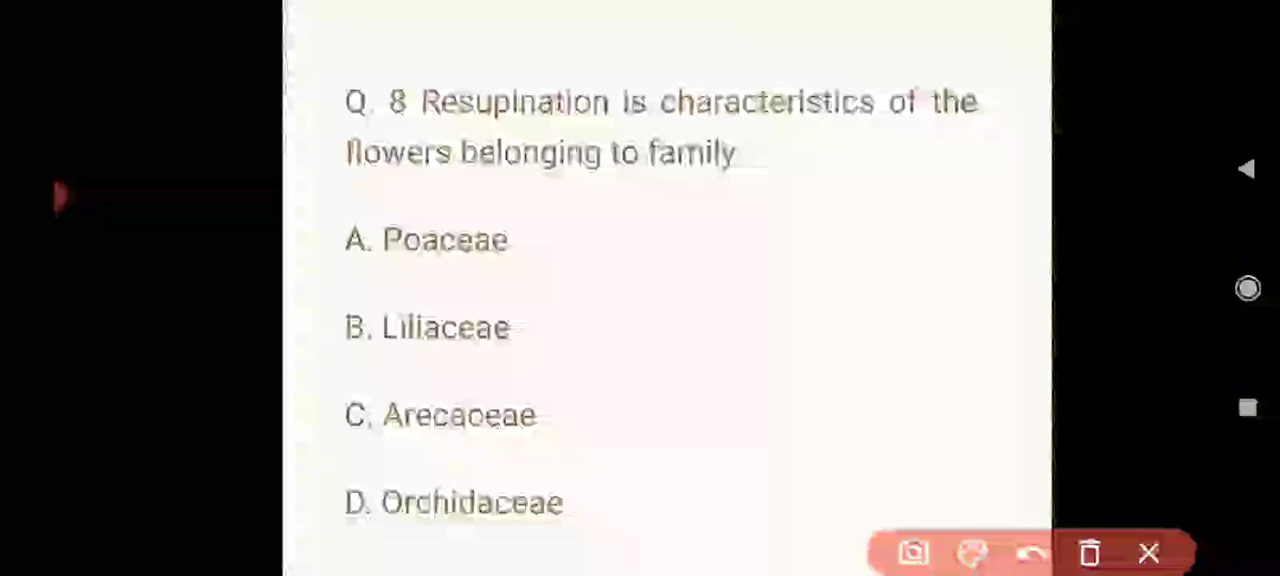 Q. 8 Resupination is characteristics of the
flowers belonging to family
A. Poaceae
B. Liliaceae
C. Arecaceae
D. Orchidaceae